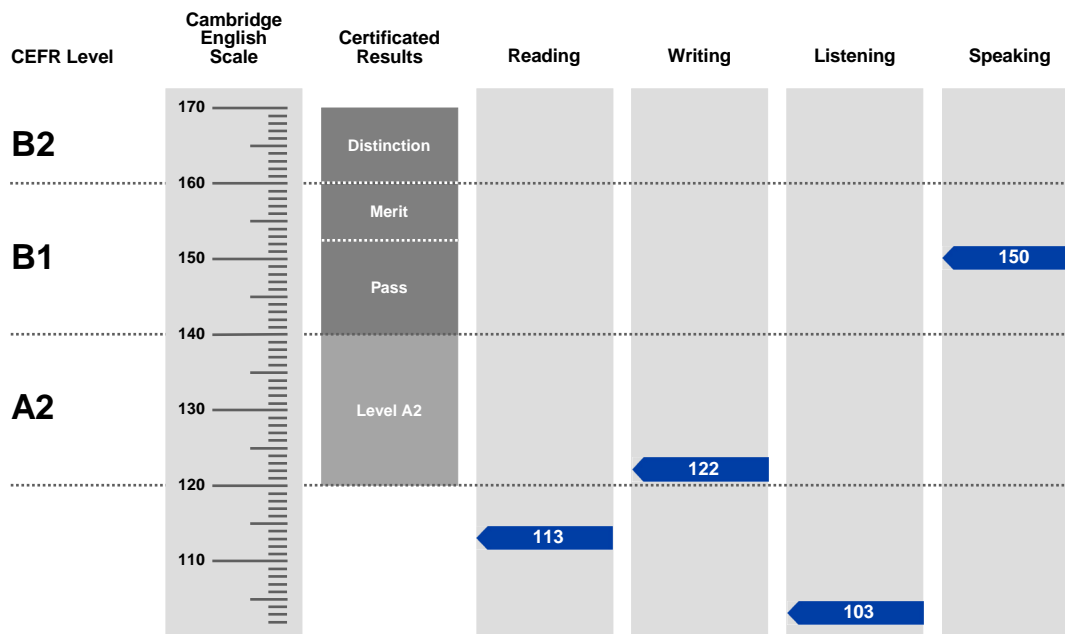 CEFR Level
Cambridge
English
Scale
Certificated
Results
Reading
Writing
Listening
Speaking
170
B2
Distinction
160
Merit
B1
150
150
Pass
140
A2
130
Level A2
122
120
113
110
103